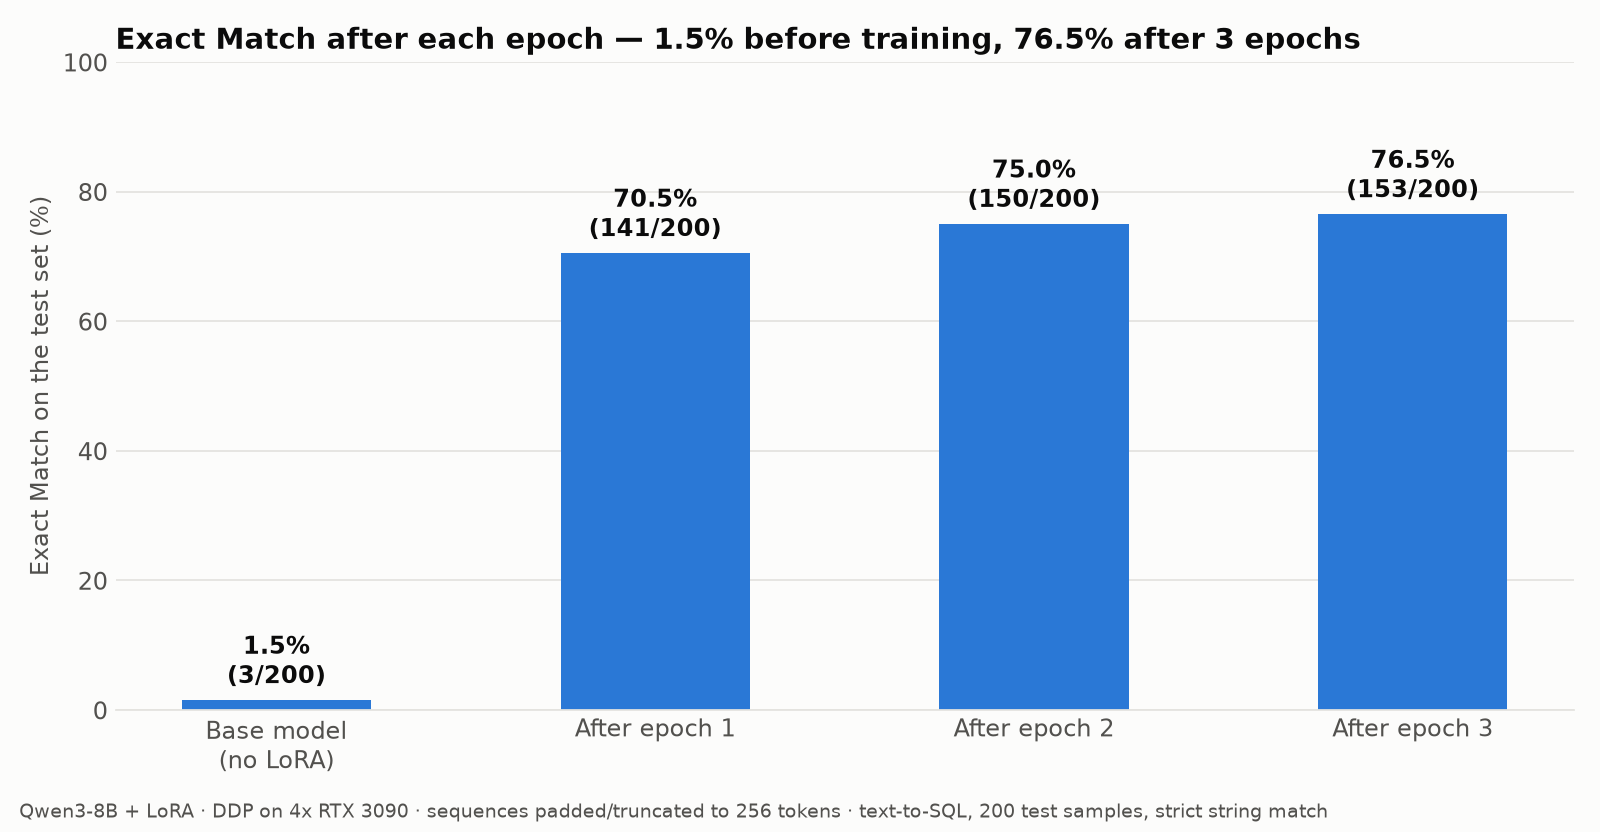 Exact Match after each epoch — 1.5% before training, 76.5% after 3 epochs
Exact Match on the test set (%)
100
80
60
40
20
0
1.5%
(3/200)
70.5%
(141/200)
75.0%
(150/200)
76.5%
(153/200)
Base model
(no LoRA)
After epoch 1
After epoch 2
After epoch 3
Qwen3-8B + LoRA · DDP on 4x RTX 3090 · sequences padded/truncated to 256 tokens · text-to-SQL, 200 test samples, strict string match